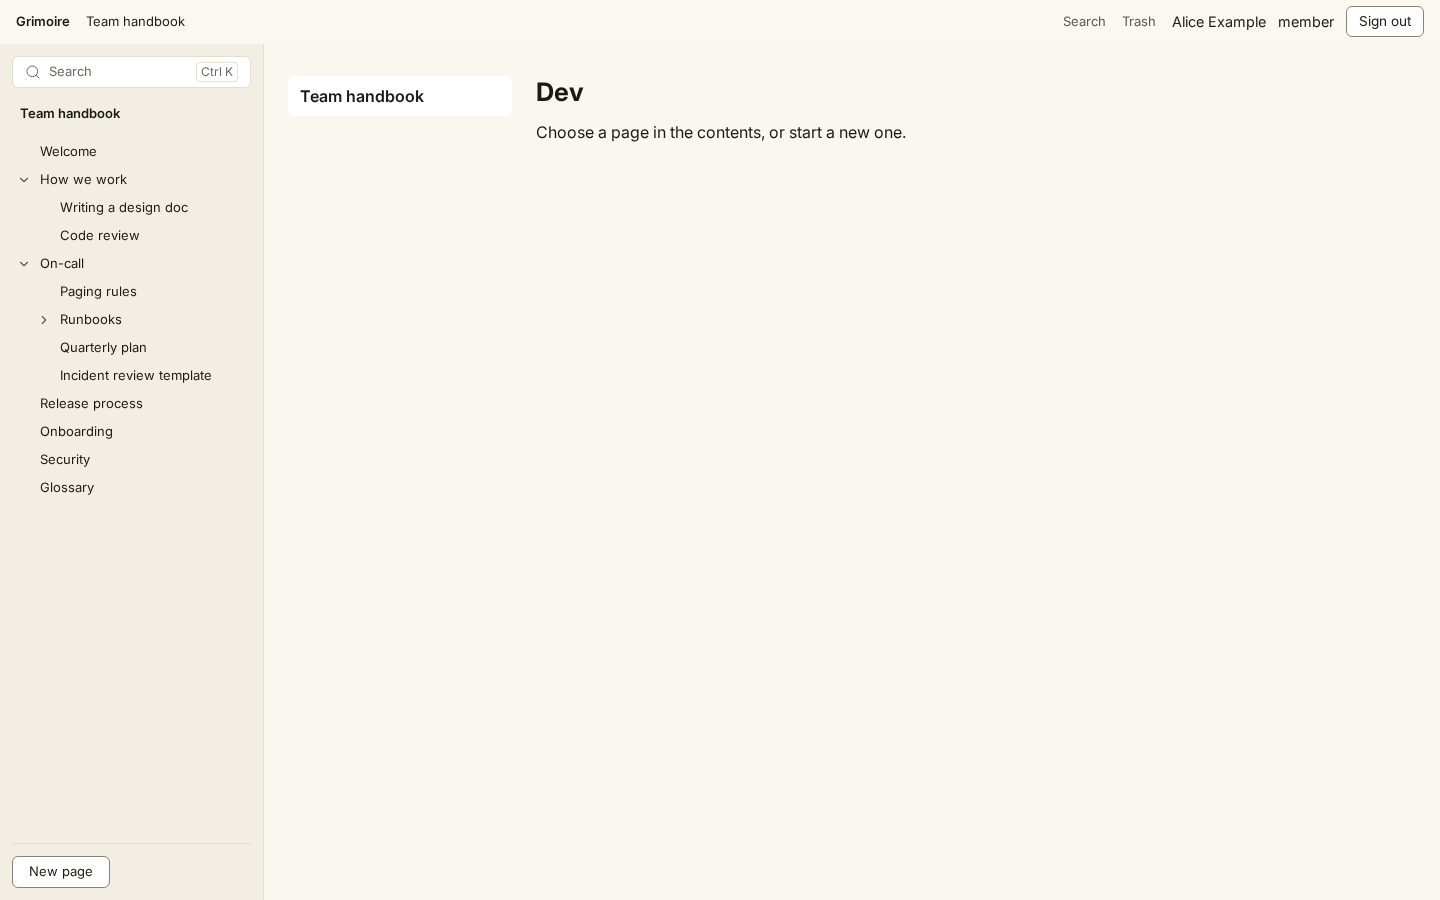 Grimoire Team handbook Search Trash Alice Example member Sign out
Search Ctrl K
Team handbook
Welcome
How we work
Writing a design doc
Code review
On-call
Paging rules
Runbooks
Quarterly plan
Incident review template
Release process
Onboarding
Security
Glossary
New page
Team handbook
Dev
Choose a page in the contents, or start a new one.